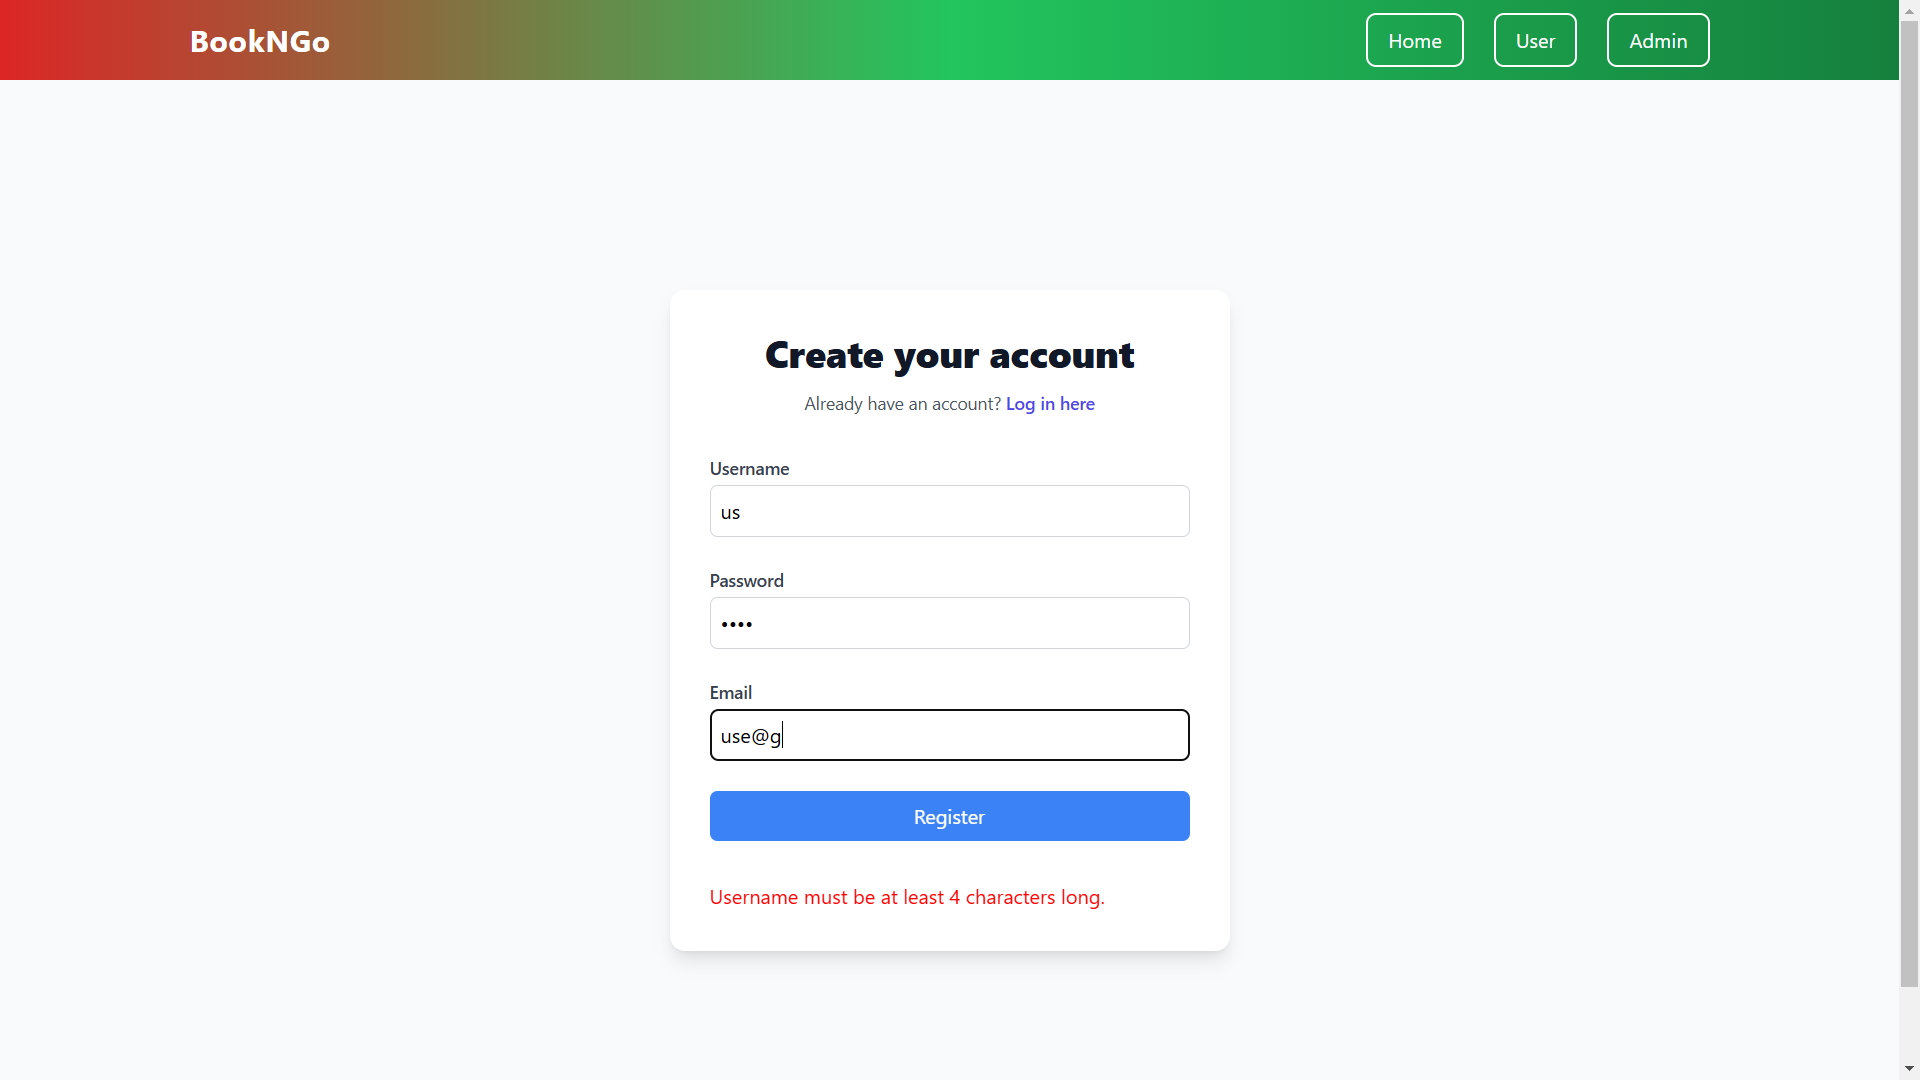 BookNGo
Home
User
Admin
Create your account
Already have an account? Log in here
Username
us
Password
••••
Email
use@g
Register
Username must be at least 4 characters long.